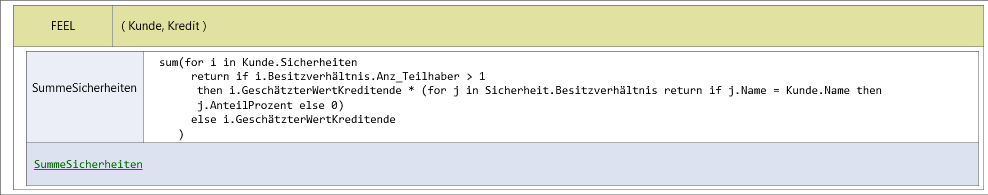 FEEL ( Kunde, Kredit )
sum(for i in Kunde.Sicherheiten
return if i.Besitzverhältnis.Anz_Teilhaber > 1
SummeSicherheiten then i.GeschätzterWertKreditende * (for j in Sicherheit.Besitzverhältnis return if j.Name = Kunde.Name then
j.AnteilProzent else 0)
else i.GeschätzterWertKreditende
)
SummeSicherheiten